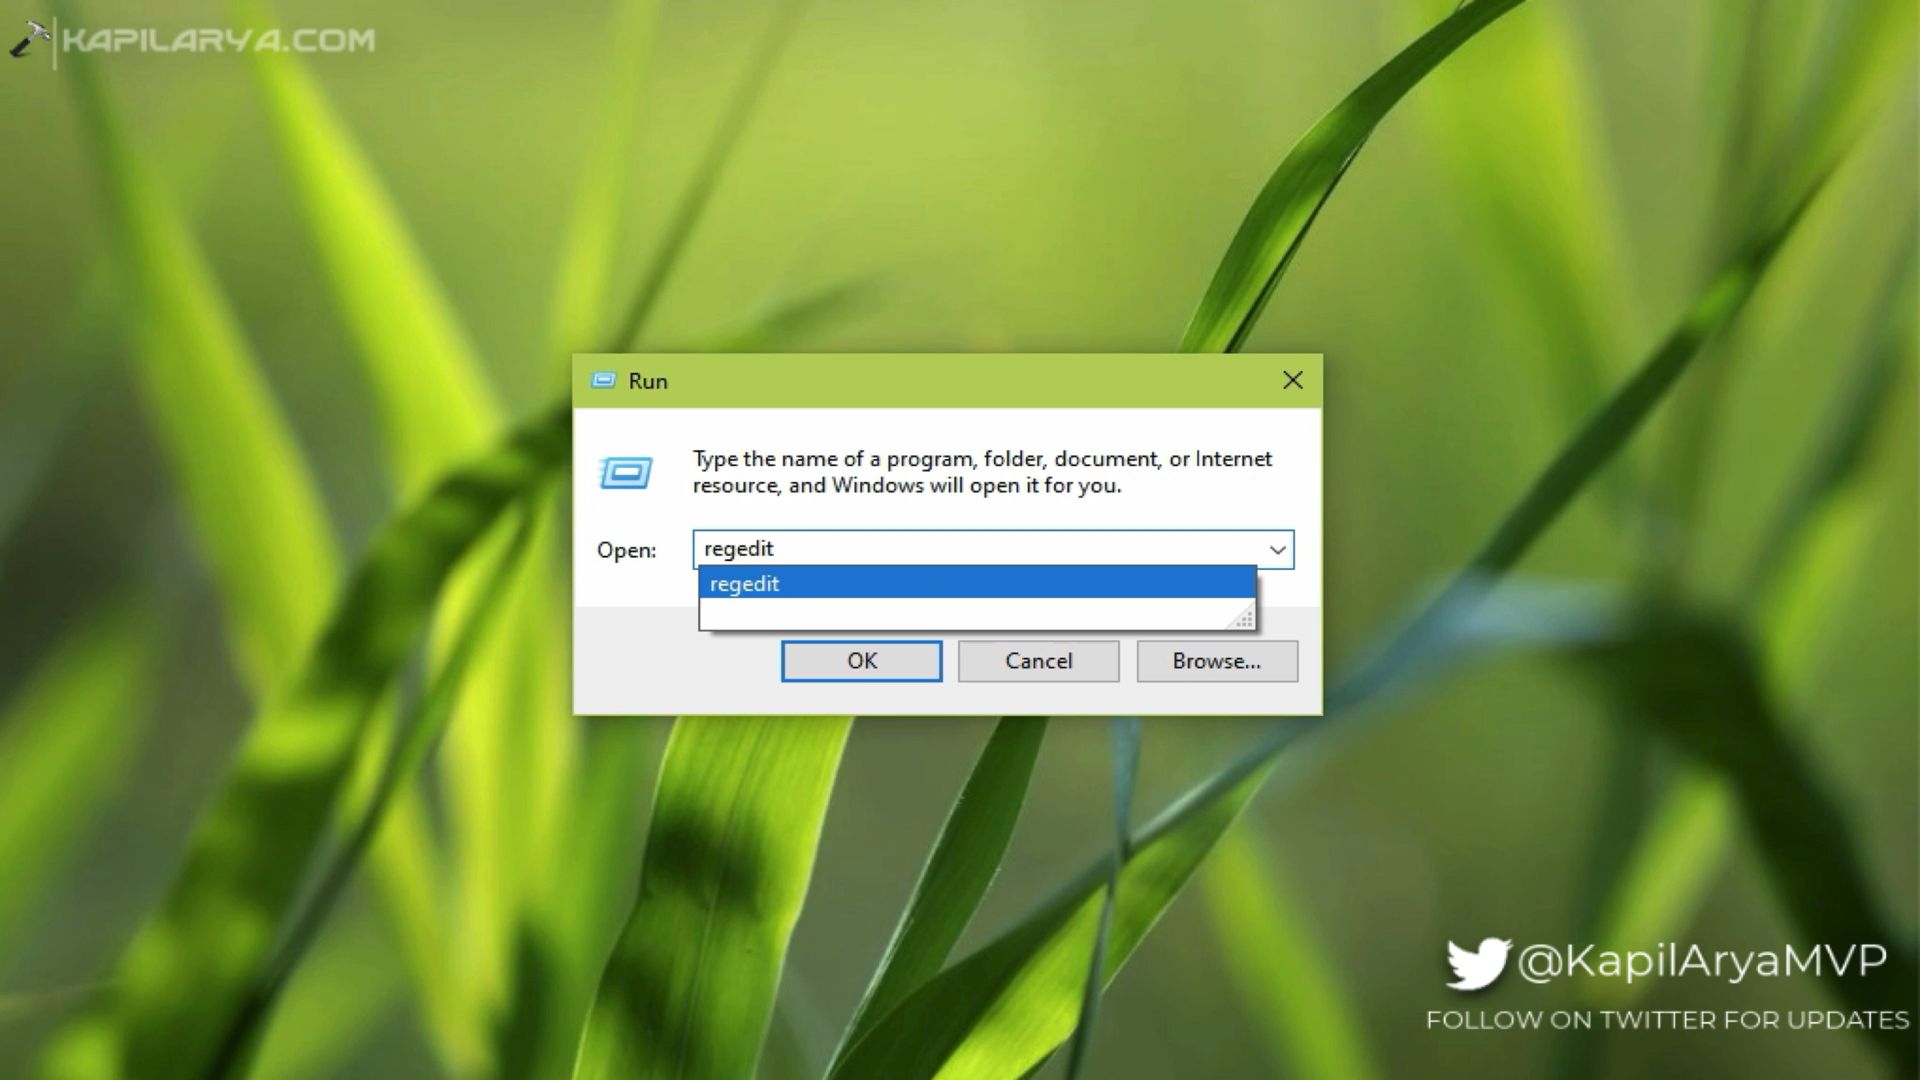 KAPILARYA.COM
Run
Type the name of a program, folder, document, or Internet
resource, and Windows will open it for you.
Open: regedit
regedit
OK Cancel Browse...
@KapilAryaMVP
FOLLOW ON TWITTER FOR UPDATES